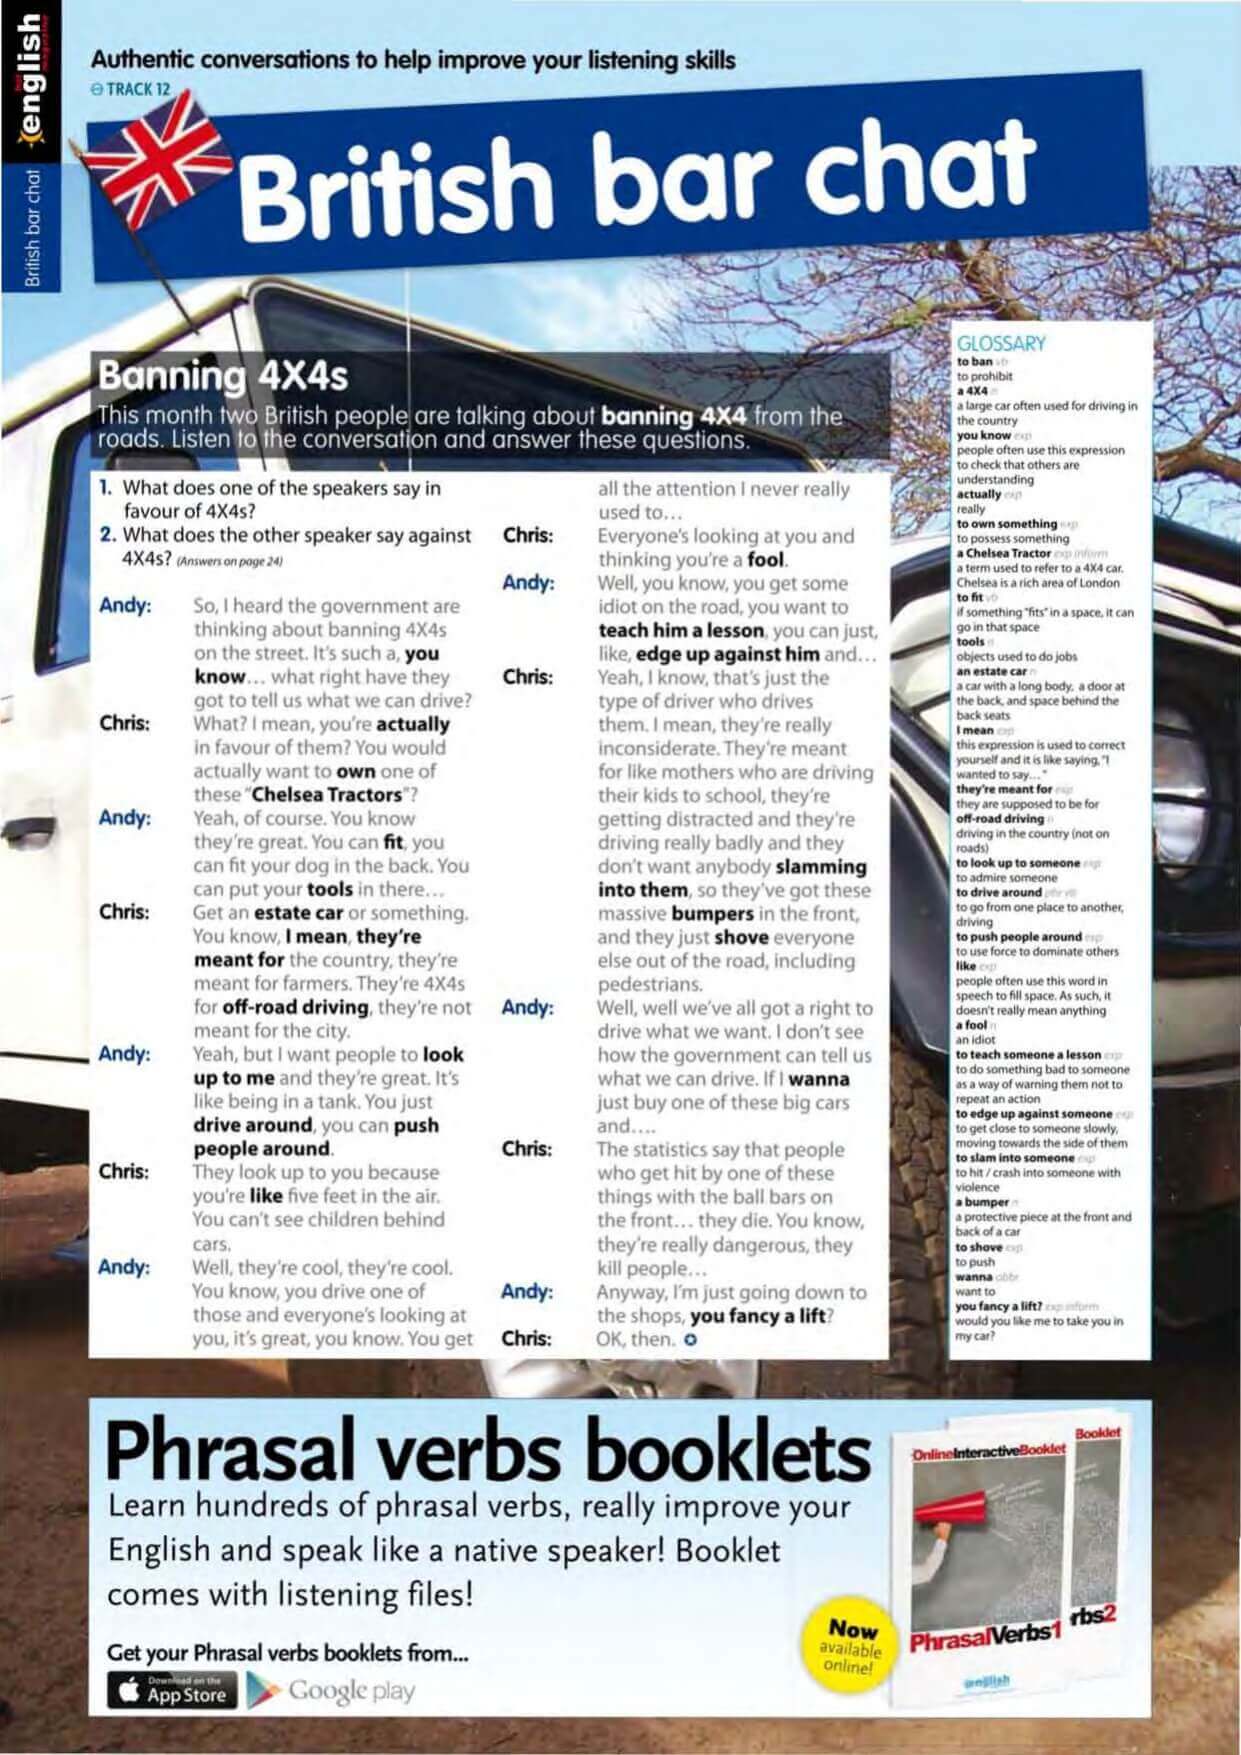 english
British bar chat
Authentic conversations to help improve your listening skills
TRACK 12
British bar chat
Banning 4X4s
This month two British people are talking about banning 4X4 from the
roads. Listen to the conversation and answer these questions.
1. What does one of the speakers say in
favour of 4X4s?
2. What does the other speaker say against
4X4s? (Answers on page 24)
Andy: So, I heard the government are
thinking about banning 4X4s
on the street. It's such a, you
know... what right have they
got to tell us what we can drive?
Chris: What? I mean, you're actually
in favour of them? You would
actually want to own one of
these "Chelsea Tractors"?
Andy: Yeah, of course. You know
they're great. You can fit, you
can fit your dog in the back. You
can put your tools in there...
Chris: Get an estate car or something.
You know, I mean, they're
meant for the country, they're
meant for farmers. They're 4X4s
for off-road driving, they're not
meant for the city.
Andy: Yeah, but I want people to look
up to me and they're great. It's
like being in a tank. You just
drive around, you can push
people around.
Chris: They look up to you because
you're like five feet in the air.
You can't see children behind
cars.
Andy: Well, they're cool, they're cool.
You know, you drive one of
those and everyone's looking at
you, it's great, you know. You get
all the attention I never really
used to...
Chris: Everyone's looking at you and
thinking you're a fool.
Andy: Well, you know, you get some
idiot on the road, you want to
teach him a lesson, you can just,
like, edge up against him and...
Chris: Yeah, I know, that's just the
type of driver who drives
them. I mean, they're really
inconsiderate. They're meant
for like mothers who are driving
their kids to school, they're
getting distracted and they're
driving really badly and they
don't want anybody slamming
into them, so they've got these
massive bumpers in the front,
and they just shove everyone
else out of the road, including
pedestrians.
Andy: Well, well we've all got a right to
drive what we want. I don't see
how the government can tell us
what we can drive. If I wanna
just buy one of these big cars
and....
Chris: The statistics say that people
who get hit by one of these
things with the ball bars on
the front... they die. You know,
they're really dangerous, they
kill people...
Andy: Anyway, I'm just going down to
the shops, you fancy a lift?
Chris: OK, then.
GLOSSARY
to ban vb
to prohibit
a 4X4 n
a large car often used for driving in
the country
you know exp
people often use this expression
to check that others are
understanding
actually exp
really
to own something exp
to possess something
a Chelsea Tractor exp inform
a term used to refer to a 4X4 car.
Chelsea is a rich area of London
to fit vb
if something "fits" in a space, it can
go in that space
tools n
objects used to do jobs
an estate car n
a car with a long body, a door at
the back, and space behind the
back seats
I mean exp
this expression is used to correct
yourself and it is like saying, "I
wanted to say..."
they're meant for exp
they are supposed to be for
off-road driving n
driving in the country (not on
roads)
to look up to someone exp
to admire someone
to drive around phr vb
to go from one place to another,
driving
to push people around exp
to use force to dominate others
like exp
people often use this word in
speech to fill space. As such, it
doesn't really mean anything
a fool n
an idiot
to teach someone a lesson exp
to do something bad to someone
as a way of warning them not to
repeat an action
to edge up against someone exp
to get close to someone slowly,
moving towards the side of them
to slam into someone exp
to hit / crash into someone with
violence
a bumper n
a protective piece at the front and
back of a car
to shove exp
to push
wanna abbr
want to
you fancy a lift? exp inform
would you like me to take you in
my car?
Phrasal verbs booklets
Learn hundreds of phrasal verbs, really improve your
English and speak like a native speaker! Booklet
comes with listening files!
Get your Phrasal verbs booklets from...
Download on the
App Store
Google play
Now
available
online!
OnlineInteractiveBooklet
Booklet
PhrasalVerbs1
rbs2
english